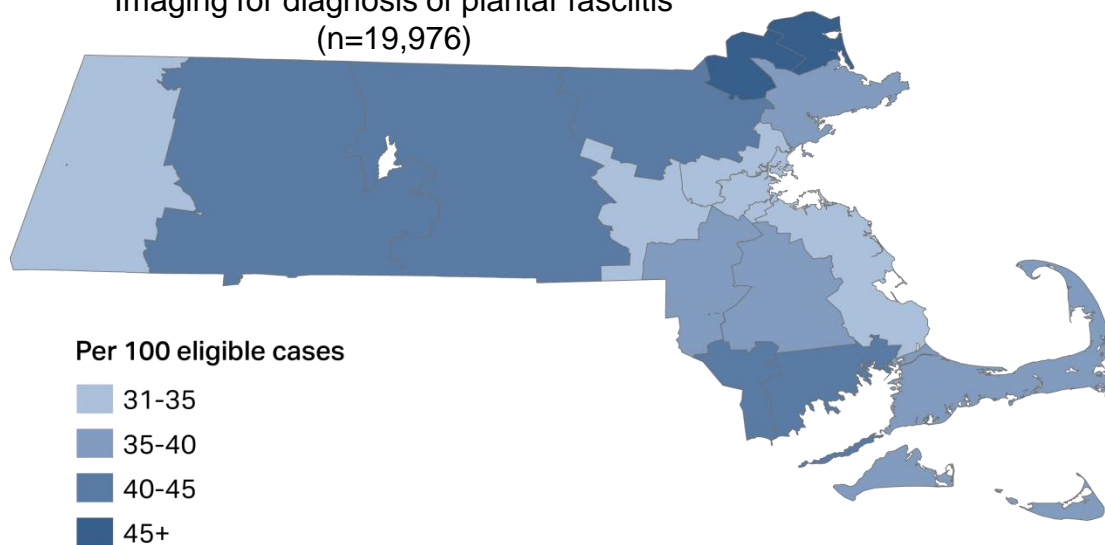 Imaging for diagnosis of plantar fasciitis
(n=19,976)
Per 100 eligible cases
31-35
35-40
40-45
45+